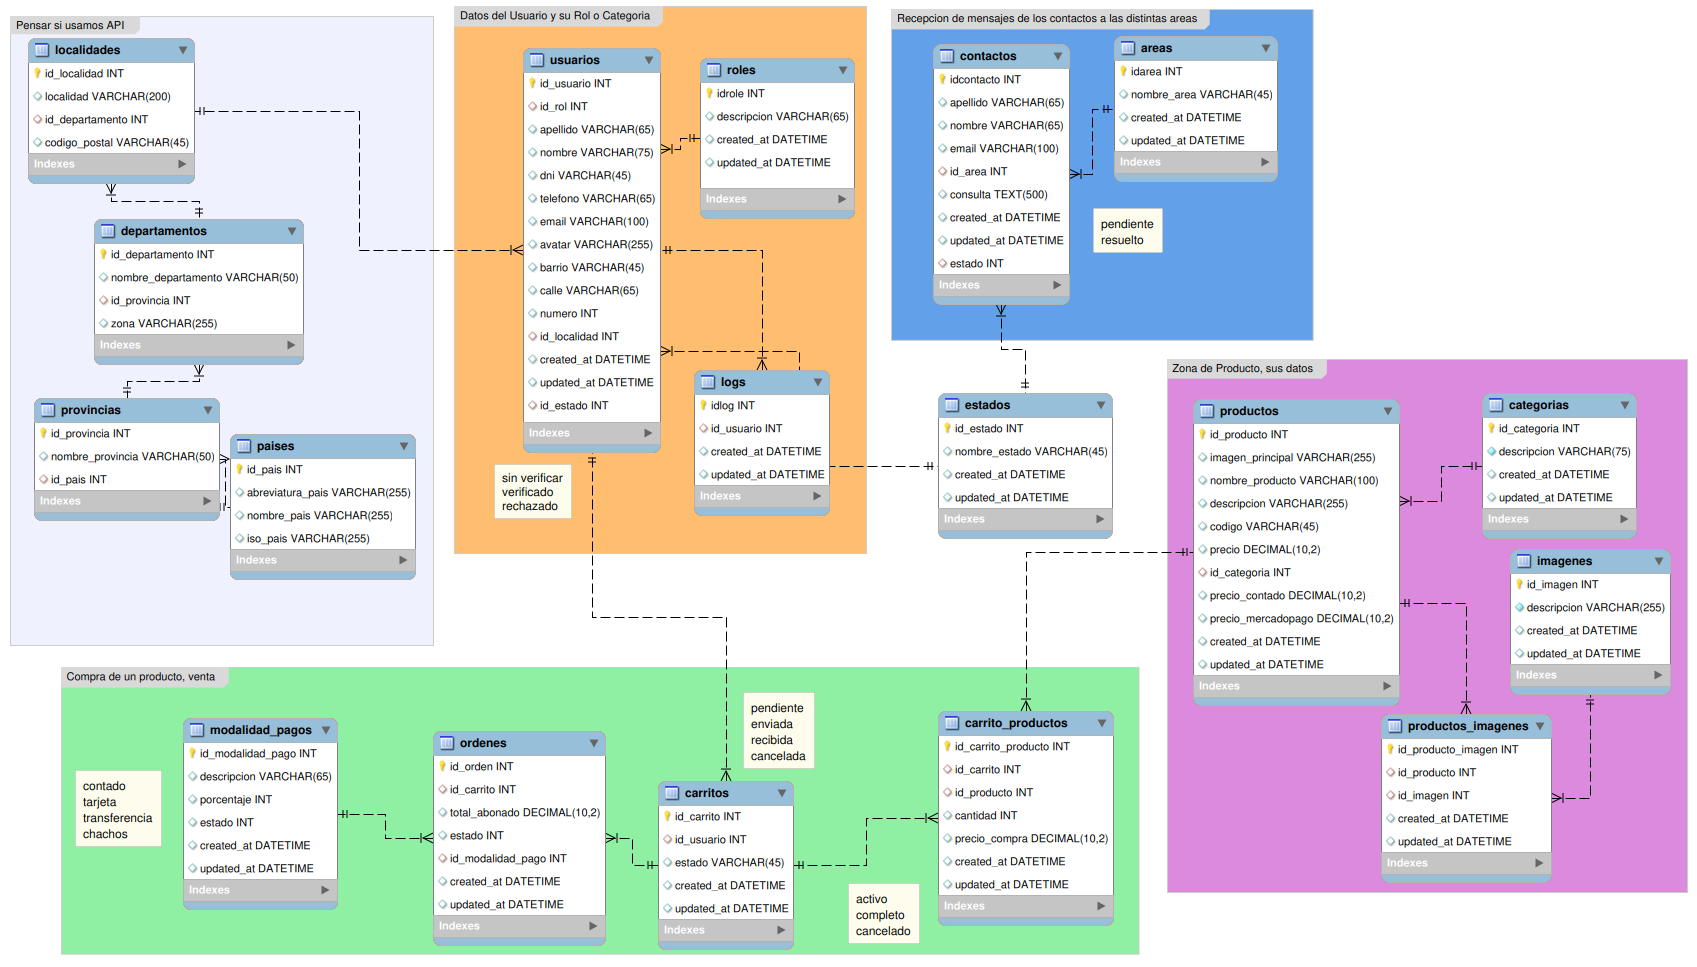 Pensar si usamos API
localidades
id_localidad INT
localidad VARCHAR(200)
id_departamento INT
codigo_postal VARCHAR(45)
Indexes
departamentos
id_departamento INT
nombre_departamento VARCHAR(50)
id_provincia INT
zona VARCHAR(255)
Indexes
provincias
id_provincia INT
nombre_provincia VARCHAR(50)
id_pais INT
Indexes
paises
id_pais INT
abreviatura_pais VARCHAR(255)
nombre_pais VARCHAR(255)
iso_pais VARCHAR(255)
Indexes
Datos del Usuario y su Rol o Categoria
usuarios
id_usuario INT
id_rol INT
apellido VARCHAR(65)
nombre VARCHAR(75)
dni VARCHAR(45)
telefono VARCHAR(65)
email VARCHAR(100)
avatar VARCHAR(255)
barrio VARCHAR(45)
calle VARCHAR(65)
numero INT
id_localidad INT
created_at DATETIME
updated_at DATETIME
id_estado INT
Indexes
roles
idrole INT
descripcion VARCHAR(65)
created_at DATETIME
updated_at DATETIME
Indexes
logs
idlog INT
id_usuario INT
created_at DATETIME
updated_at DATETIME
Indexes
sin verificar
verificado
rechazado
Recepcion de mensajes de los contactos a las distintas areas
contactos
idcontacto INT
apellido VARCHAR(65)
nombre VARCHAR(65)
email VARCHAR(100)
id_area INT
consulta TEXT(500)
created_at DATETIME
updated_at DATETIME
estado INT
Indexes
areas
idarea INT
nombre_area VARCHAR(45)
created_at DATETIME
updated_at DATETIME
Indexes
pendiente
resuelto
estados
id_estado INT
nombre_estado VARCHAR(45)
created_at DATETIME
updated_at DATETIME
Indexes
Zona de Producto, sus datos
productos
id_producto INT
imagen_principal VARCHAR(255)
nombre_producto VARCHAR(100)
descripcion VARCHAR(255)
codigo VARCHAR(45)
precio DECIMAL(10,2)
id_categoria INT
precio_contado DECIMAL(10,2)
precio_mercadopago DECIMAL(10,2)
created_at DATETIME
updated_at DATETIME
Indexes
categorias
id_categoria INT
descripcion VARCHAR(75)
created_at DATETIME
updated_at DATETIME
Indexes
imagenes
id_imagen INT
descripcion VARCHAR(255)
created_at DATETIME
updated_at DATETIME
Indexes
productos_imagenes
id_producto_imagen INT
id_producto INT
id_imagen INT
created_at DATETIME
updated_at DATETIME
Indexes
Compra de un producto, venta
contado
tarjeta
transferencia
chachos
modalidad_pagos
id_modalidad_pago INT
descripcion VARCHAR(65)
porcentaje INT
estado INT
created_at DATETIME
updated_at DATETIME
Indexes
ordenes
id_orden INT
id_carrito INT
total_abonado DECIMAL(10,2)
estado INT
id_modalidad_pago INT
created_at DATETIME
updated_at DATETIME
Indexes
pendiente
enviada
recibida
cancelada
carritos
id_carrito INT
id_usuario INT
estado VARCHAR(45)
created_at DATETIME
updated_at DATETIME
Indexes
activo
completo
cancelado
carrito_productos
id_carrito_producto INT
id_carrito INT
id_producto INT
cantidad INT
precio_compra DECIMAL(10,2)
created_at DATETIME
updated_at DATETIME
Indexes